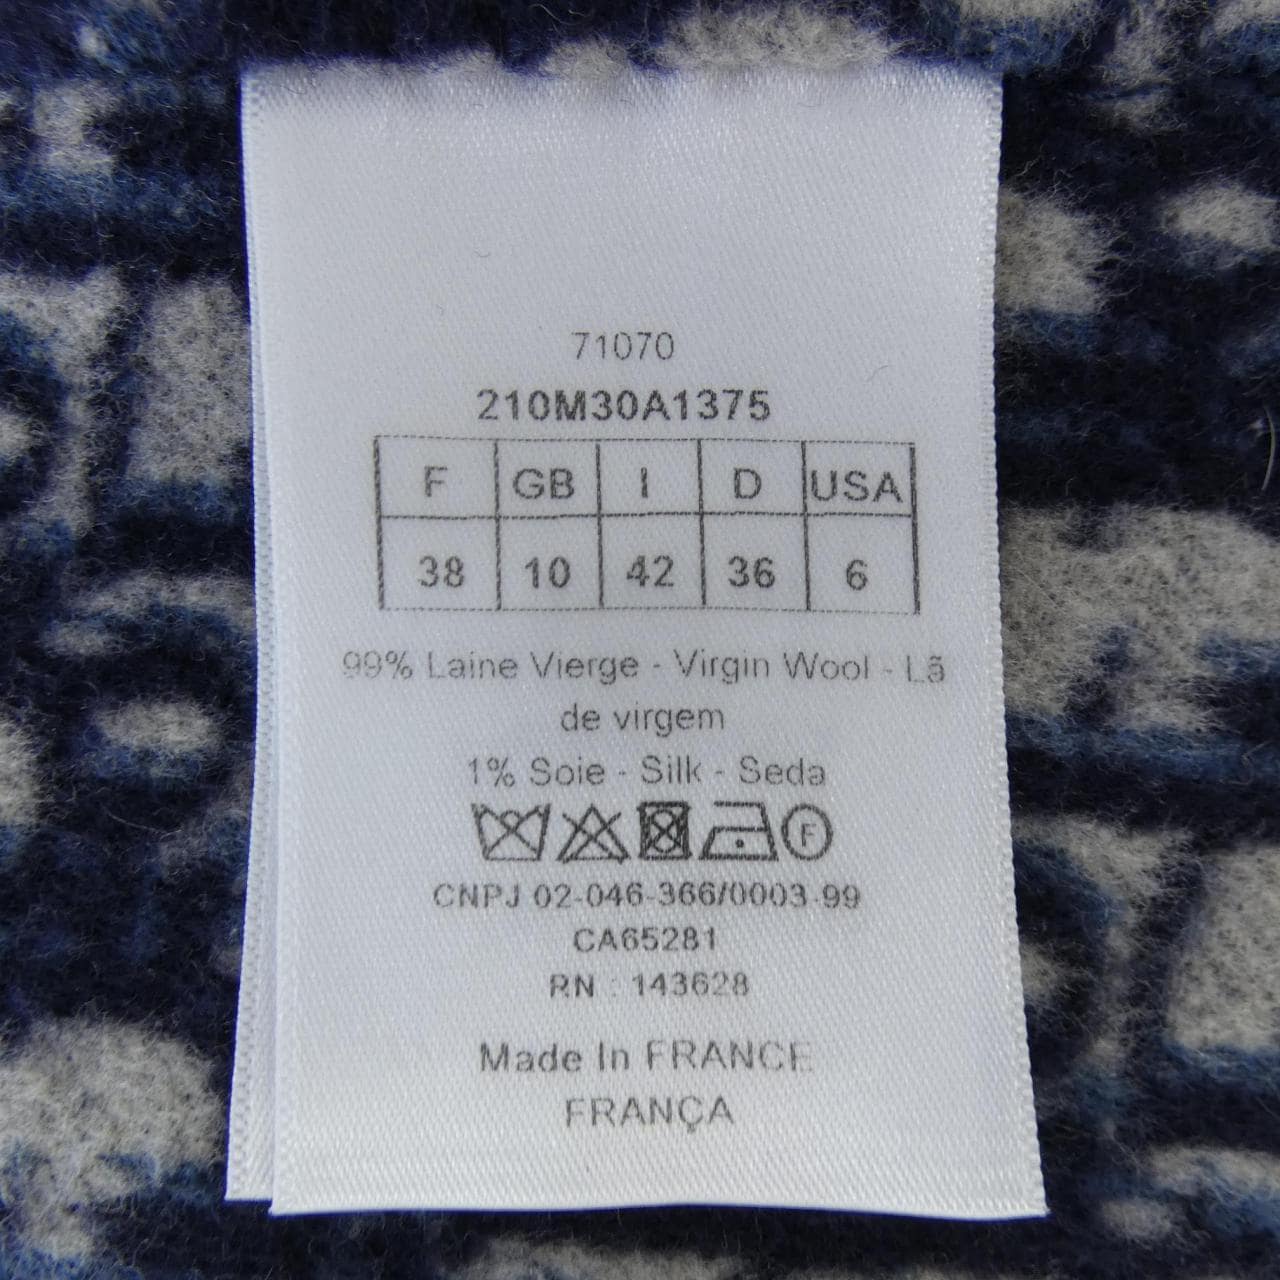 71070
210M30A1375
F GB I D USA
38 10 42 36 6
99% Laine Vierge - Virgin Wool - Lã
de virgem
1% Soie - Silk - Seda
F
CNPJ 02-046-366/0003-99
CA65281
RN : 143628
Made In FRANCE
FRANÇA